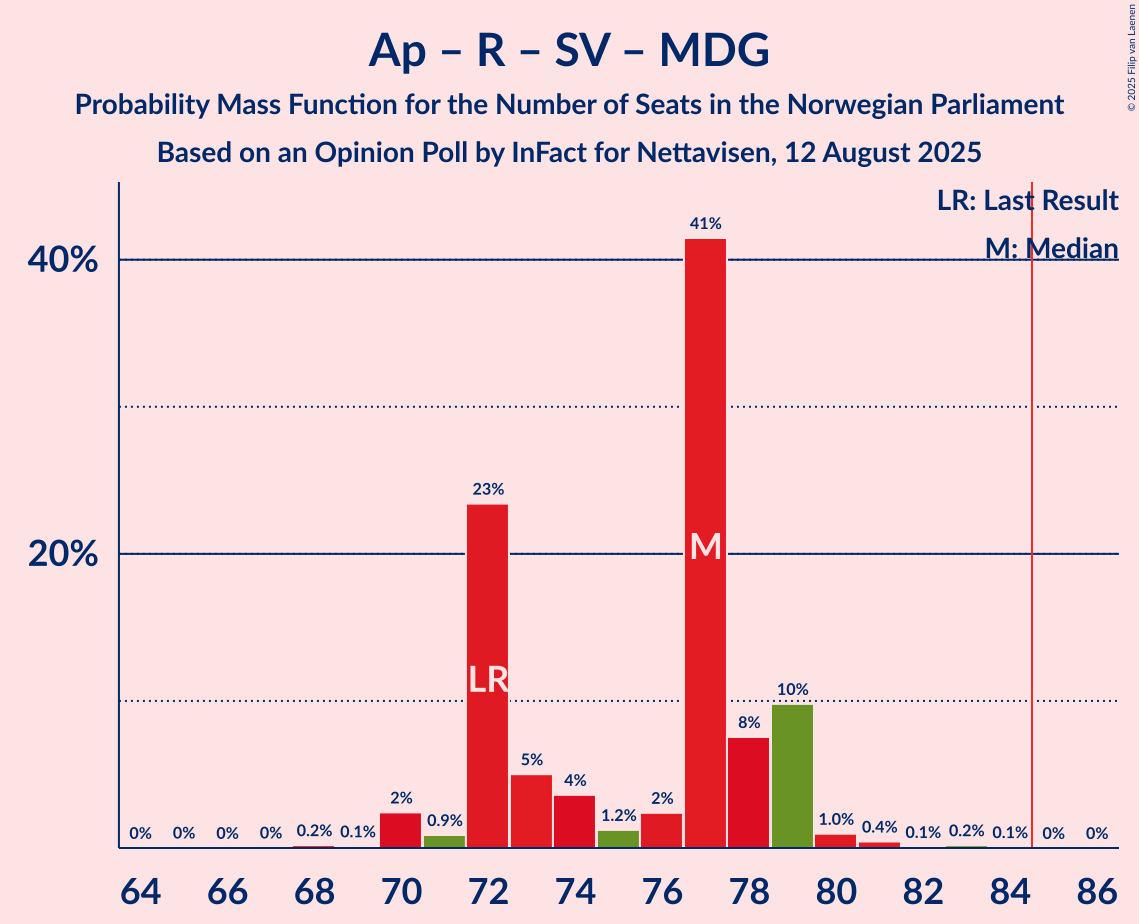 Ap – R – SV – MDG
Probability Mass Function for the Number of Seats in the Norwegian Parliament
Based on an Opinion Poll by InFact for Nettavisen, 12 August 2025
© 2025 Filip van Laenen
LR: Last Result
M: Median
40%
20%
0% 0% 0% 0% 0.2% 0.1% 2% 0.9% 23% 5% 4% 1.2% 2% 41% 8% 10% 1.0% 0.4% 0.1% 0.2% 0.1% 0% 0%
LR
M
64 66 68 70 72 74 76 78 80 82 84 86